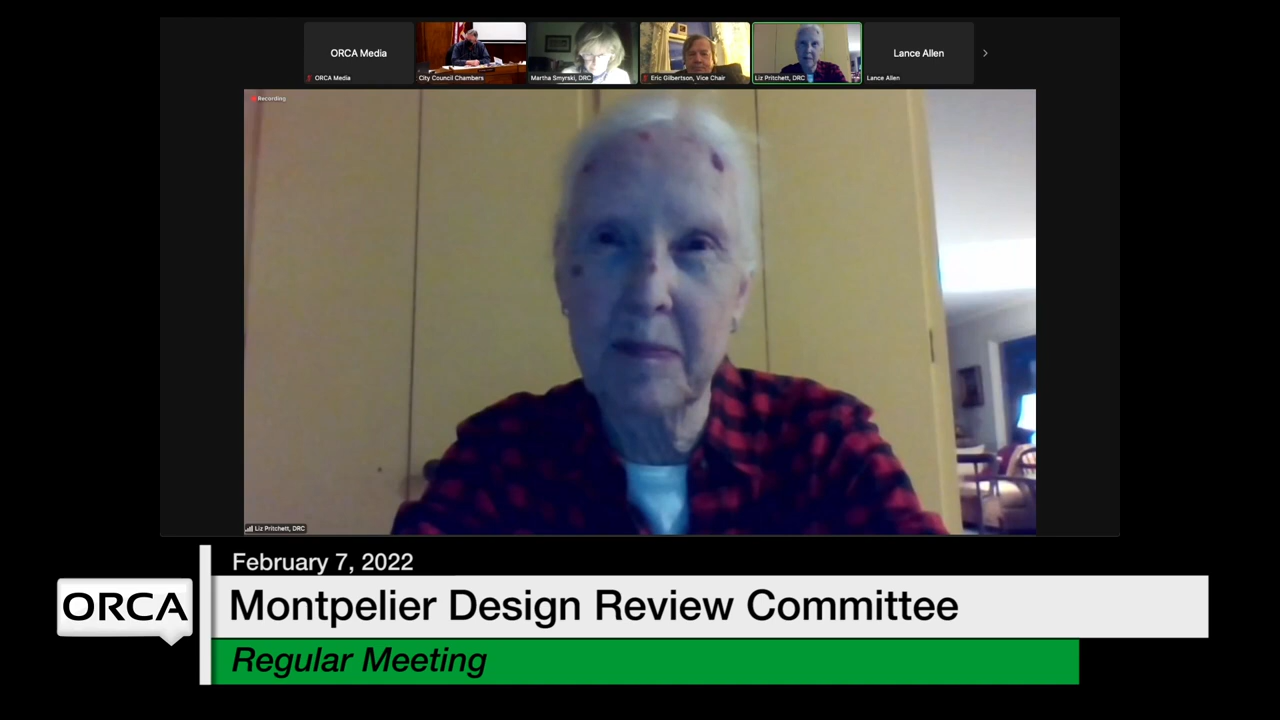 ORCA Media
Lance Allen
ORCA Media
City Council Chambers
Martha Smyrski, DRC
Eric Gilbertson, Vice Chair
Liz Pritchett, DRC
Lance Allen
Recording
Liz Pritchett, DRC
February 7, 2022
ORCA
Montpelier Design Review Committee
Regular Meeting